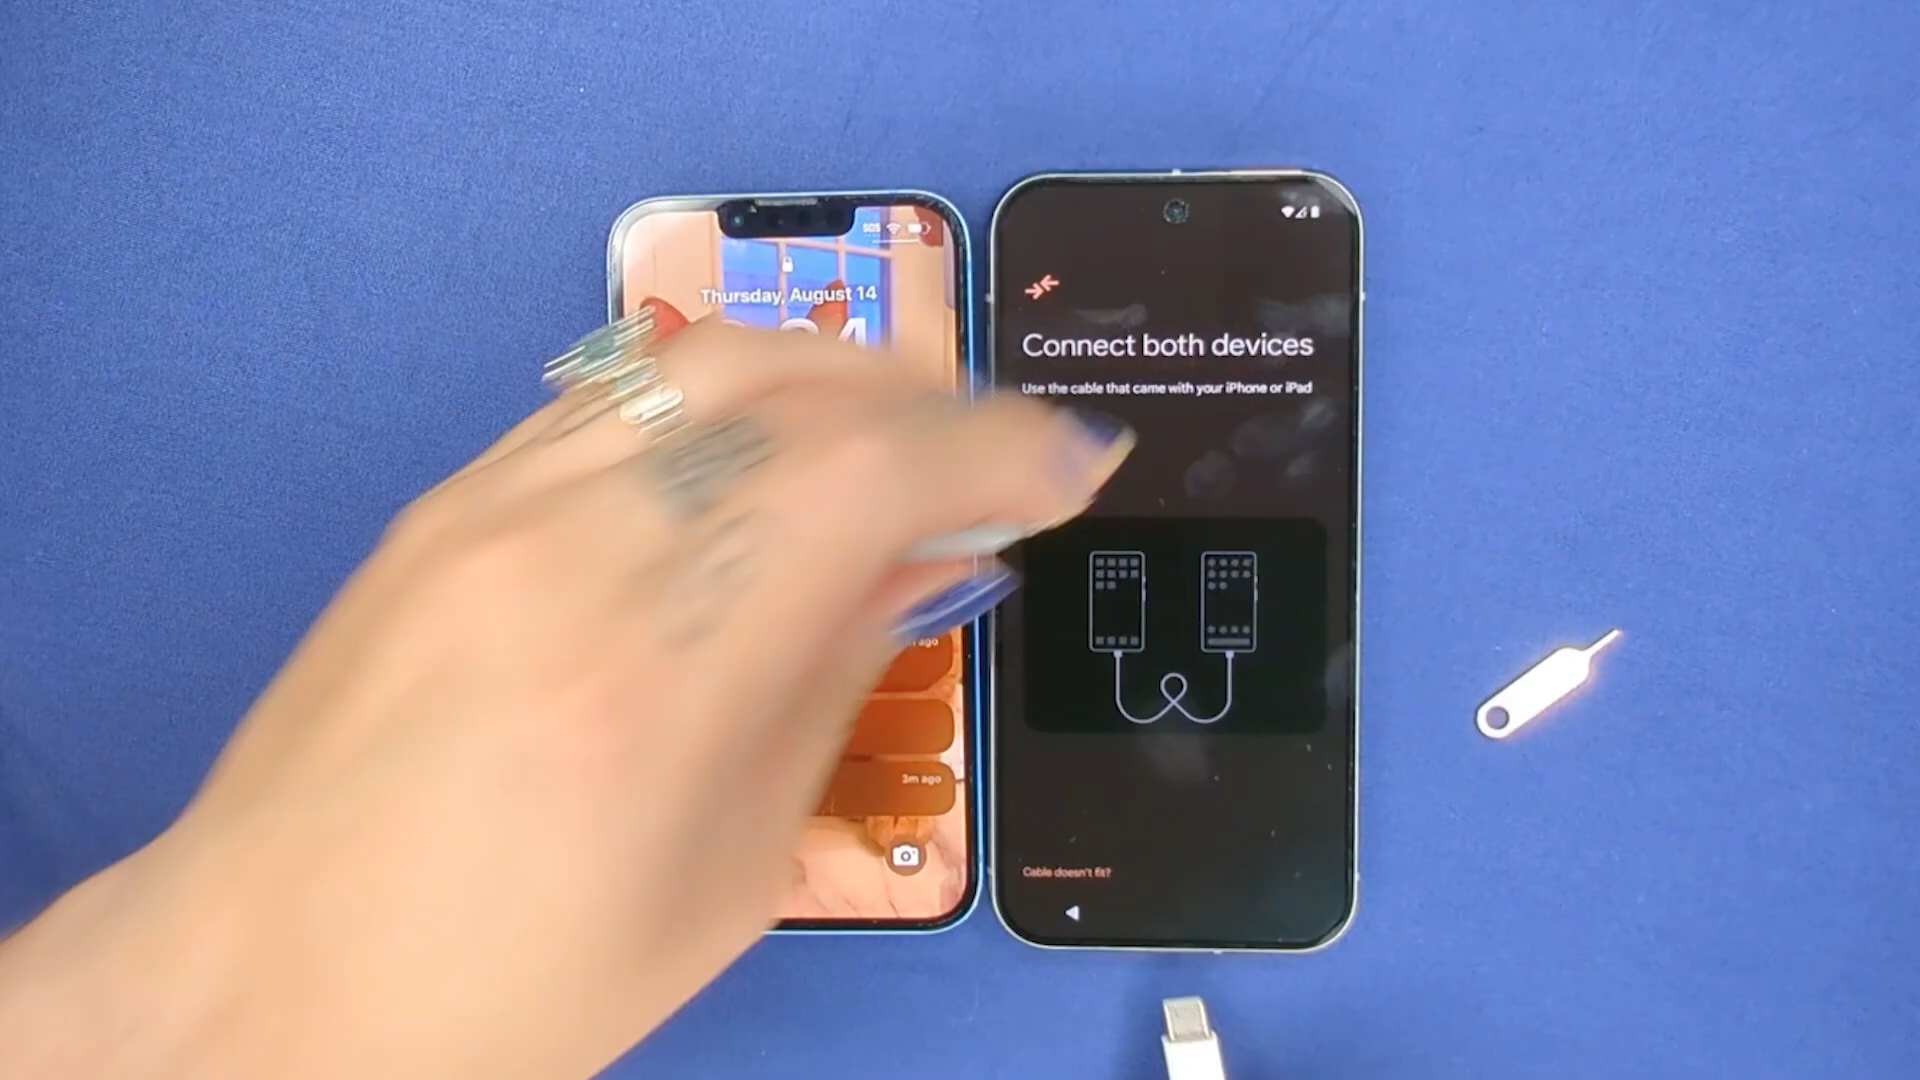 SOS
Thursday, August 14
3m ago
Connect both devices
Use the cable that came with your iPhone or iPad
Cable doesn't fit?